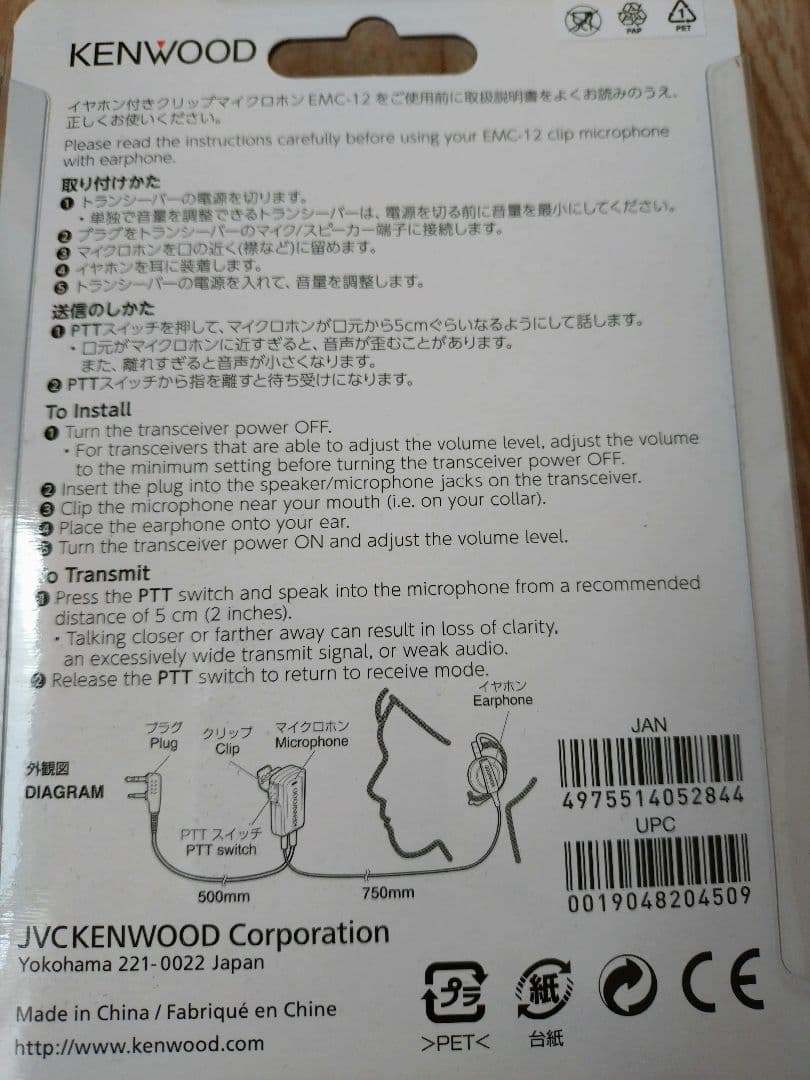 KENWOOD
PAP
1
PET
イヤホン付きクリップマイクロホン EMC-12 をご使用前に取扱説明書をよくお読みのうえ、
正しくお使いください。
Please read the instructions carefully before using your EMC-12 clip microphone
with earphone.
取り付けかた
❶ トランシーバーの電源を切ります。
・単独で音量を調整できるトランシーバーは、電源を切る前に音量を最小にしてください。
❷ プラグをトランシーバーのマイク/スピーカー端子に接続します。
❸ マイクロホンを口の近く(襟など)に留めます。
❹ イヤホンを耳に装着します。
❺ トランシーバーの電源を入れて、音量を調整します。
送信のしかた
❶ PTTスイッチを押して、マイクロホンが口元から5cmぐらいなるようにして話します。
・口元がマイクロホンに近すぎると、音声が歪むことがあります。
また、離れすぎると音声が小さくなります。
❷ PTTスイッチから指を離すと待ち受けになります。
To Install
❶ Turn the transceiver power OFF.
・For transceivers that are able to adjust the volume level, adjust the volume
to the minimum setting before turning the transceiver power OFF.
❷ Insert the plug into the speaker/microphone jacks on the transceiver.
❸ Clip the microphone near your mouth (i.e. on your collar).
❹ Place the earphone onto your ear.
❺ Turn the transceiver power ON and adjust the volume level.
To Transmit
❶ Press the PTT switch and speak into the microphone from a recommended
distance of 5 cm (2 inches).
・Talking closer or farther away can result in loss of clarity,
an excessively wide transmit signal, or weak audio.
❷ Release the PTT switch to return to receive mode.
外観図
DIAGRAM
プラグ
Plug
クリップ
Clip
マイクロホン
Microphone
イヤホン
Earphone
KENWOOD
PTT スイッチ
PTT switch
500mm
750mm
JAN
4975514052844
UPC
0019048204509
JVCKENWOOD Corporation
Yokohama 221-0022 Japan
Made in China / Fabriqué en Chine
http://www.kenwood.com
プラ
>PET<
紙
台紙
CE